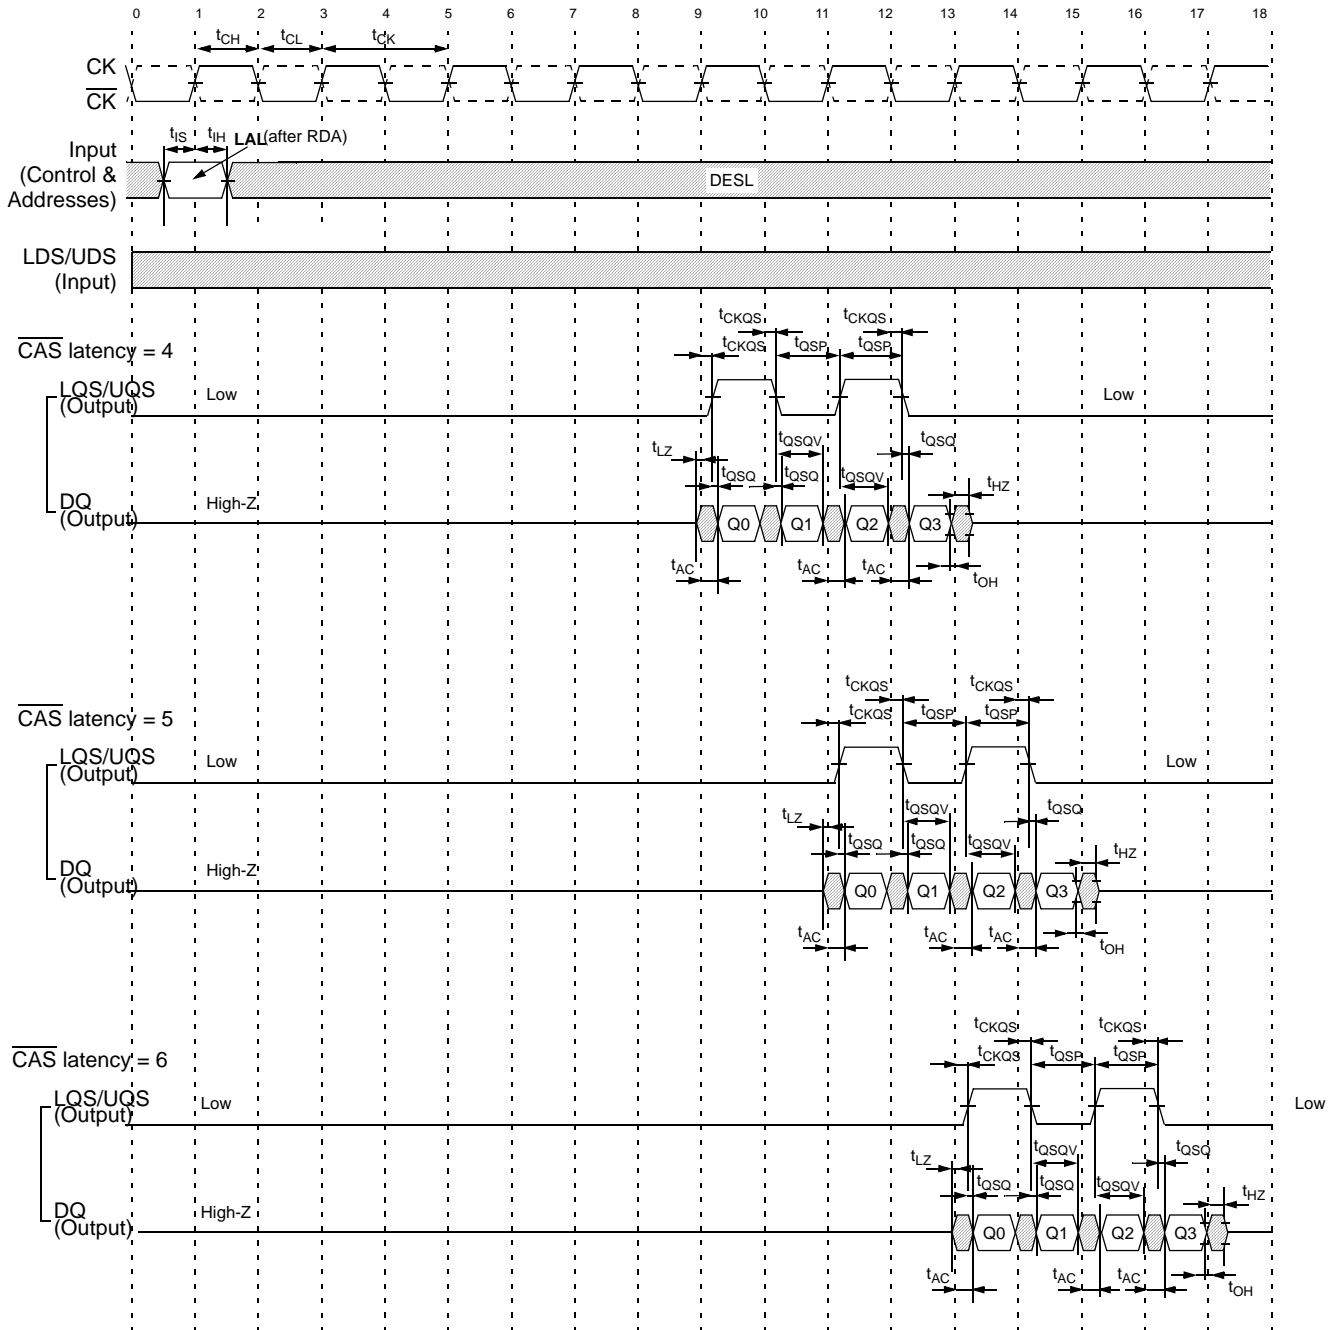 0 1 2 3 4 5 6 7 8 9 10 11 12 13 14 15 16 17 18
tCH tCL tCK
CK
CK
tIS tIH LAL(after RDA)
Input
(Control &
Addresses)
DESL
LDS/UDS
(Input)
tCKQS tCKQS
CAS latency = 4
tCKQS tQSP tQSP
LQS/UQS
(Output)
Low Low
tLZ tQSQV tQSQ
tQSQ tQSQ tQSQV tHZ
DQ
(Output)
High-Z
Q0 Q1 Q2 Q3
tAC tAC tAC tOH
tCKQS tCKQS
CAS latency = 5
tCKQS tQSP tQSP
LQS/UQS
(Output)
Low Low
tLZ tQSQV tQSQ
tQSQ tQSQ tQSQV tHZ
DQ
(Output)
High-Z
Q0 Q1 Q2 Q3
tAC tAC tAC tOH
tCKQS tCKQS
CAS latency = 6
tCKQS tQSP tQSP
LQS/UQS
(Output)
Low Low
tLZ tQSQV tQSQ
tQSQ tQSQ tQSQV tHZ
DQ
(Output)
High-Z
Q0 Q1 Q2 Q3
tAC tAC tAC tOH